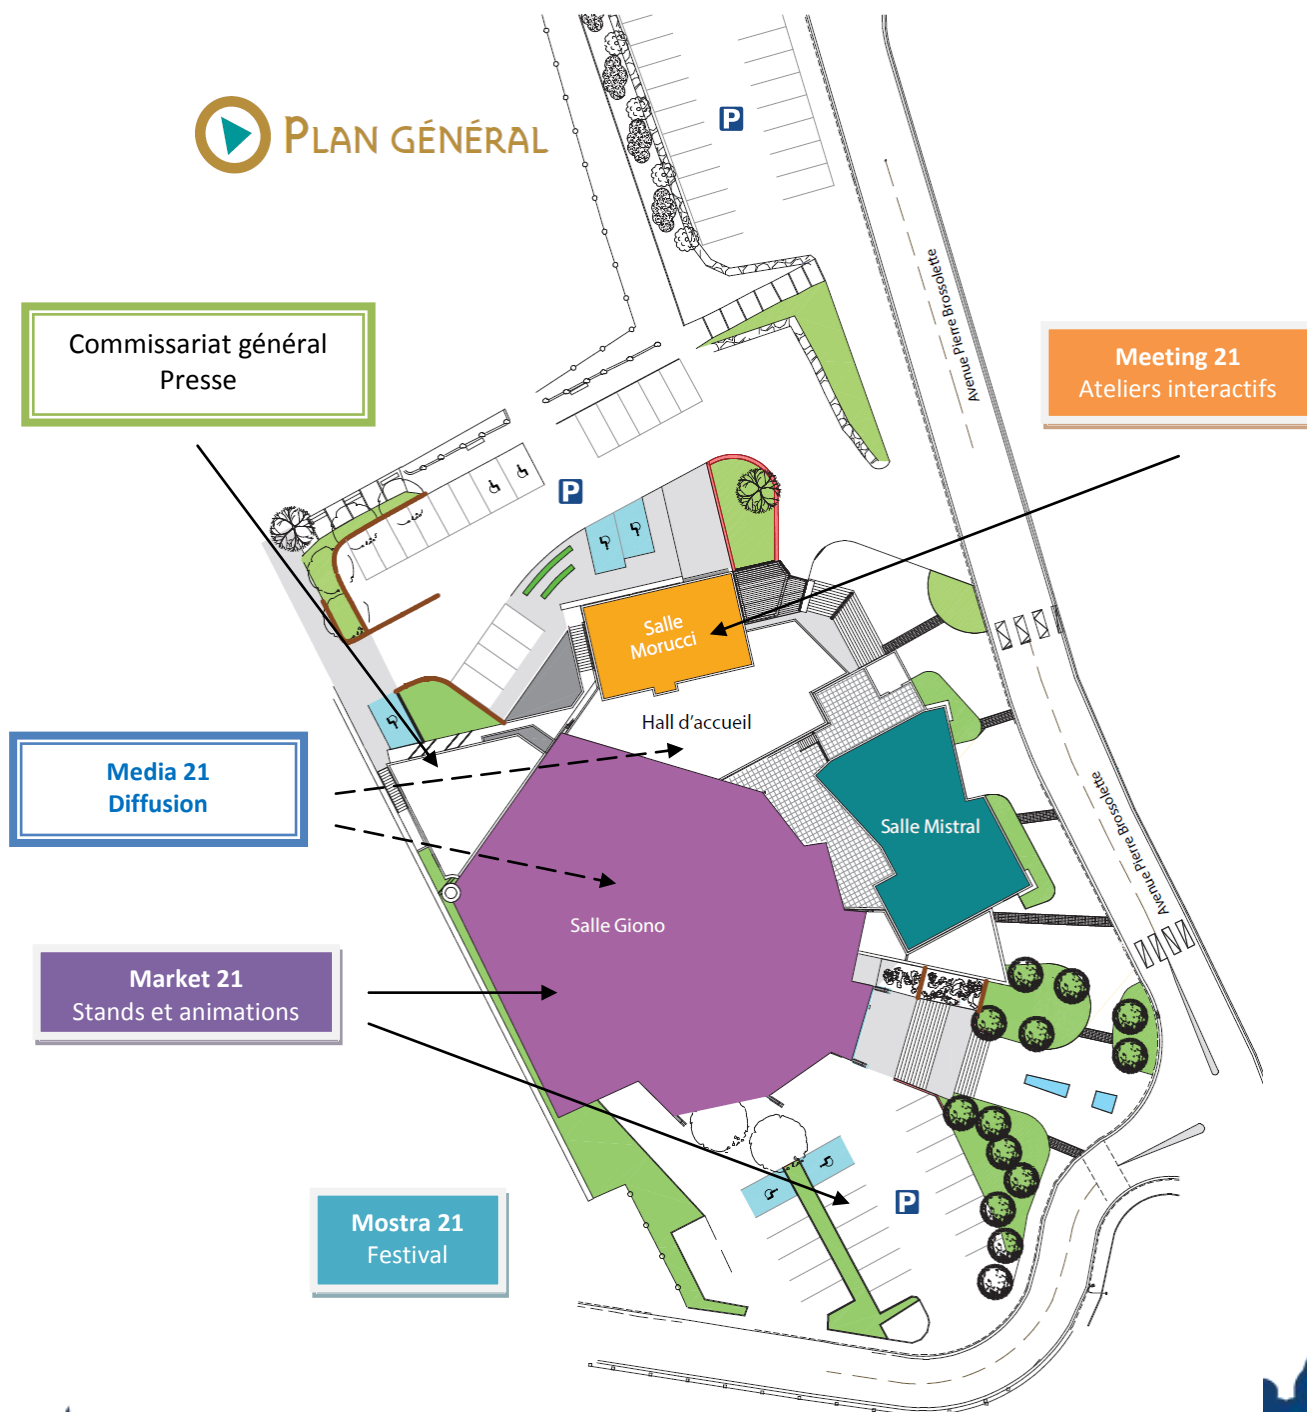 PLAN GÉNÉRAL
P
Avenue Pierre Brossolette
Commissariat général
Presse
Meeting 21
Ateliers interactifs
P
Salle
Morucci
Hall d'accueil
Media 21
Diffusion
Avenue Pierre Brossolette
Salle Mistral
Salle Giono
Market 21
Stands et animations
P
Mostra 21
Festival